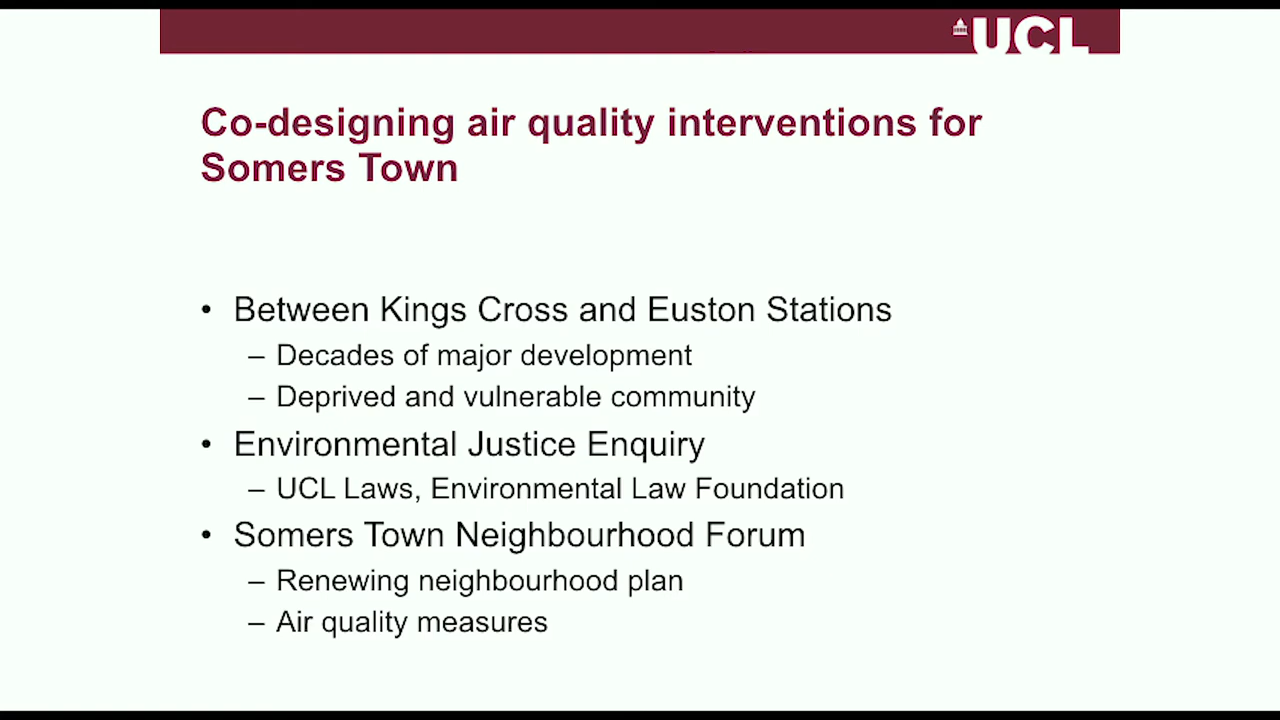 UCL
Co-designing air quality interventions for
Somers Town
• Between Kings Cross and Euston Stations
– Decades of major development
– Deprived and vulnerable community
• Environmental Justice Enquiry
– UCL Laws, Environmental Law Foundation
• Somers Town Neighbourhood Forum
– Renewing neighbourhood plan
– Air quality measures